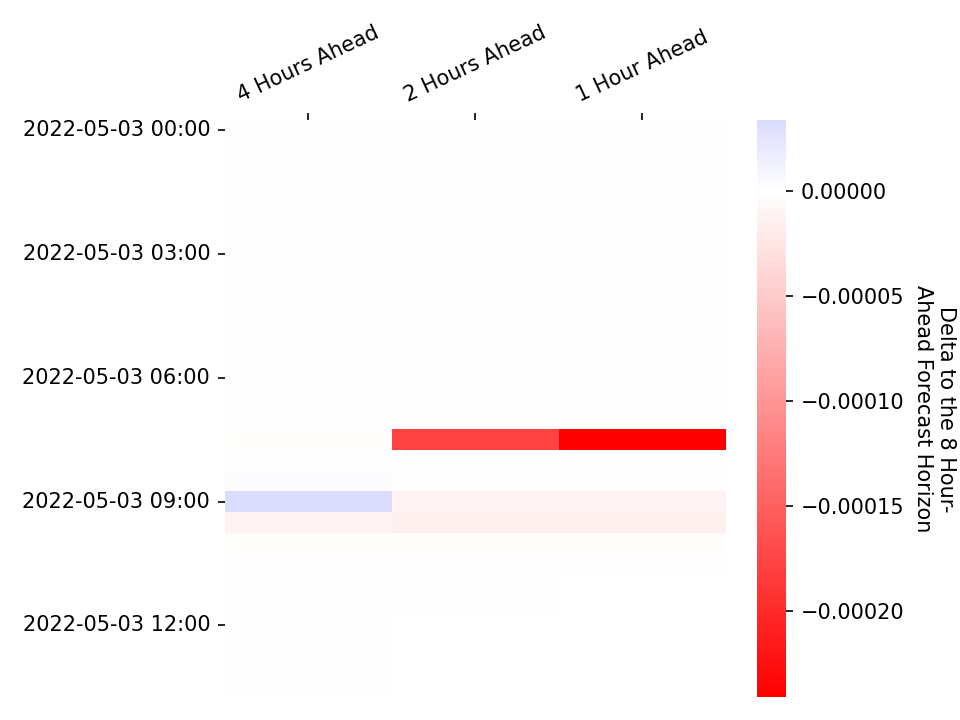 4 Hours Ahead
2 Hours Ahead
1 Hour Ahead
2022-05-03 00:00
2022-05-03 03:00
2022-05-03 06:00
2022-05-03 09:00
2022-05-03 12:00
0.00000
−0.00005
−0.00010
−0.00015
−0.00020
Delta to the 8 Hour-
Ahead Forecast Horizon